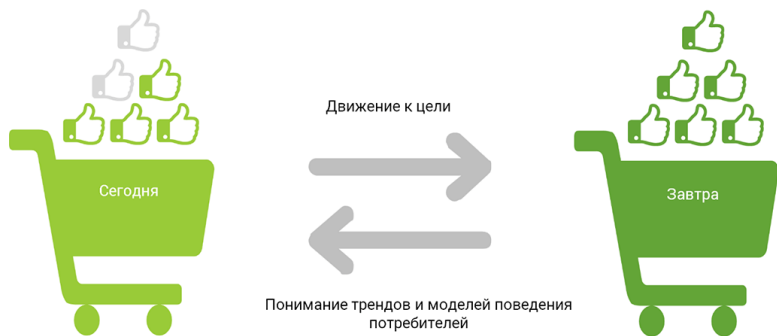 Движение к цели
Сегодня
Завтра
Понимание трендов и моделей поведения
потребителей